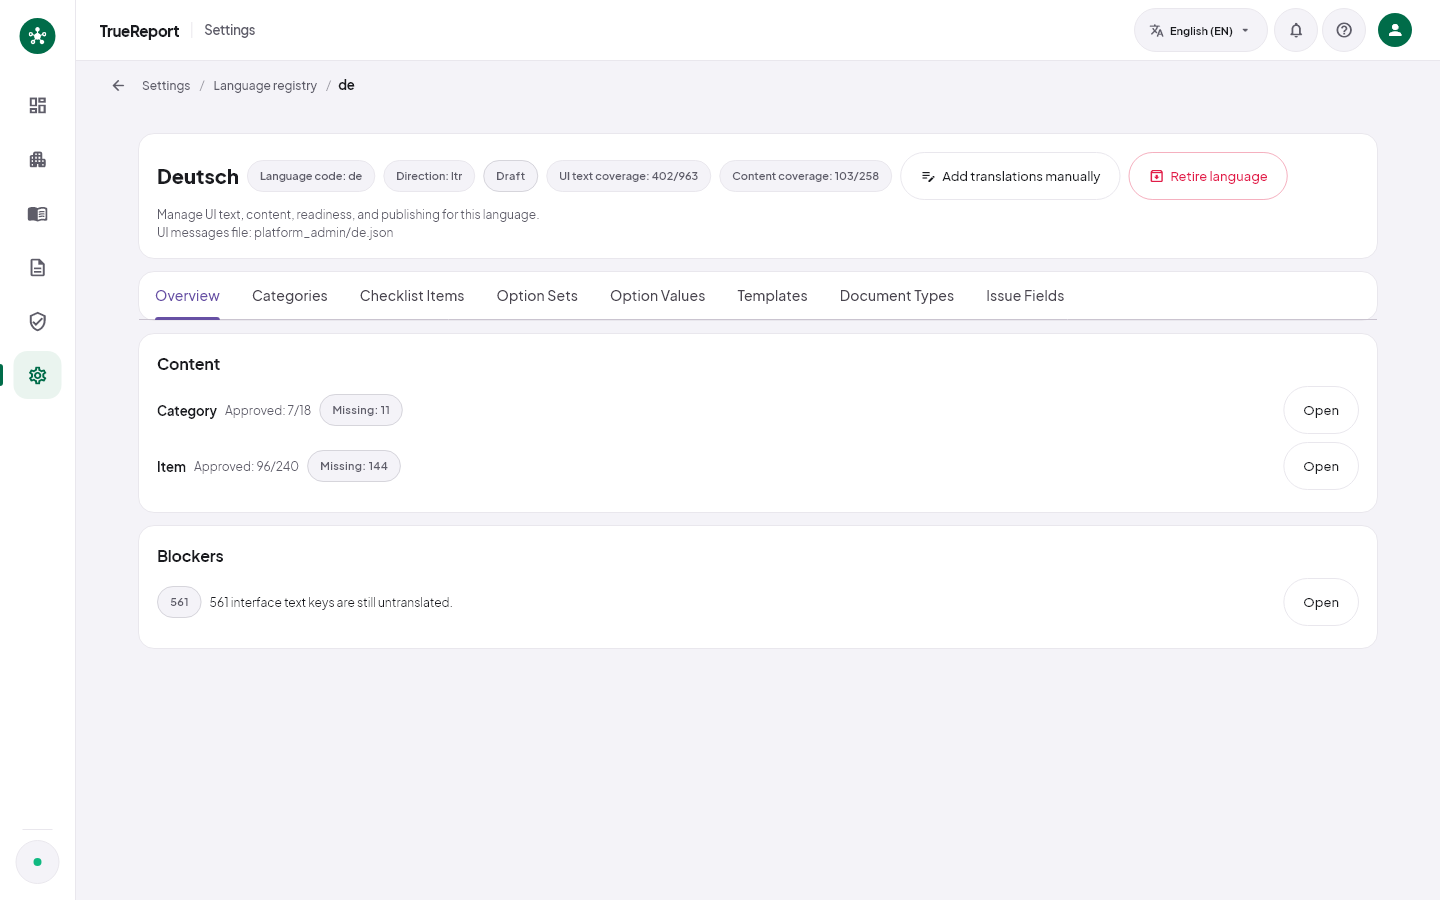 TrueReport
Settings
English (EN)
Settings / Language registry / de
Deutsch
Language code: de
Direction: ltr
Draft
UI text coverage: 402/963
Content coverage: 103/258
Add translations manually
Retire language
Manage UI text, content, readiness, and publishing for this language.
UI messages file: platform_admin/de.json
Overview
Categories
Checklist Items
Option Sets
Option Values
Templates
Document Types
Issue Fields
Content
Category Approved: 7/18 Missing: 11 Open
Item Approved: 96/240 Missing: 144 Open
Blockers
561 561 interface text keys are still untranslated. Open